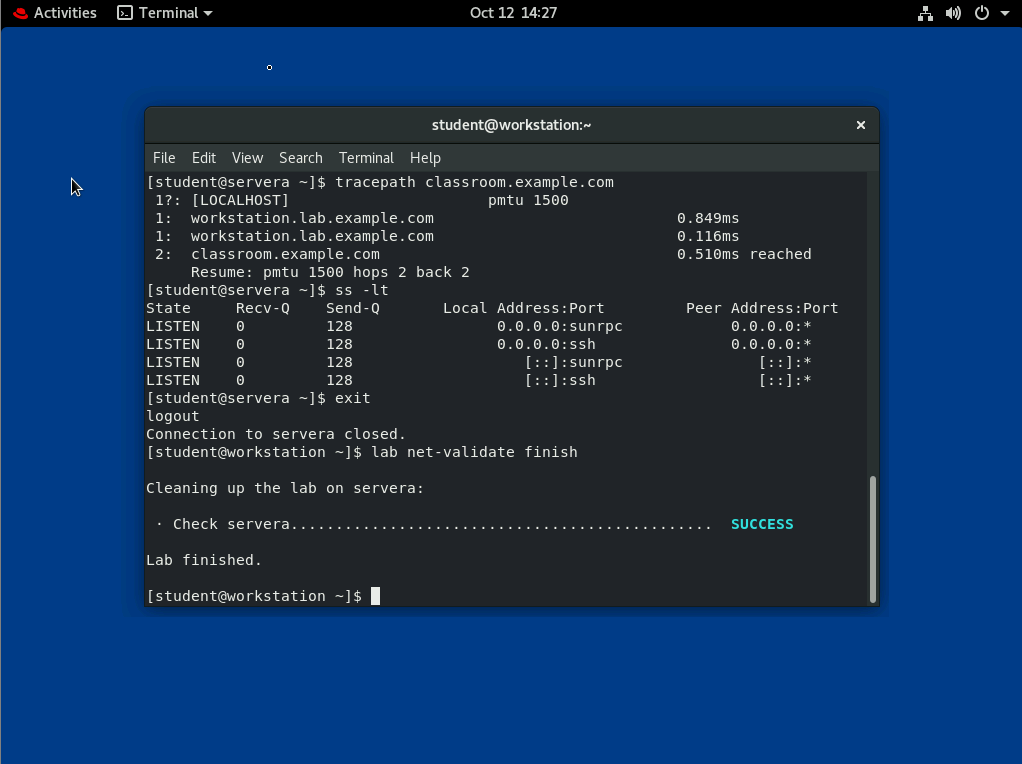 Activities Terminal Oct 12 14:27
student@workstation:~
File Edit View Search Terminal Help
[student@servera ~]$ tracepath classroom.example.com
 1?: [LOCALHOST]                      pmtu 1500
 1:  workstation.lab.example.com                           0.849ms
 1:  workstation.lab.example.com                           0.116ms
 2:  classroom.example.com                                 0.510ms reached
     Resume: pmtu 1500 hops 2 back 2
[student@servera ~]$ ss -lt
State     Recv-Q    Send-Q       Local Address:Port         Peer Address:Port
LISTEN    0         128                0.0.0.0:sunrpc            0.0.0.0:*
LISTEN    0         128                0.0.0.0:ssh               0.0.0.0:*
LISTEN    0         128                   [::]:sunrpc               [::]:*
LISTEN    0         128                   [::]:ssh                  [::]:*
[student@servera ~]$ exit
logout
Connection to servera closed.
[student@workstation ~]$ lab net-validate finish
Cleaning up the lab on servera:
 · Check servera...............................................  SUCCESS
Lab finished.
[student@workstation ~]$